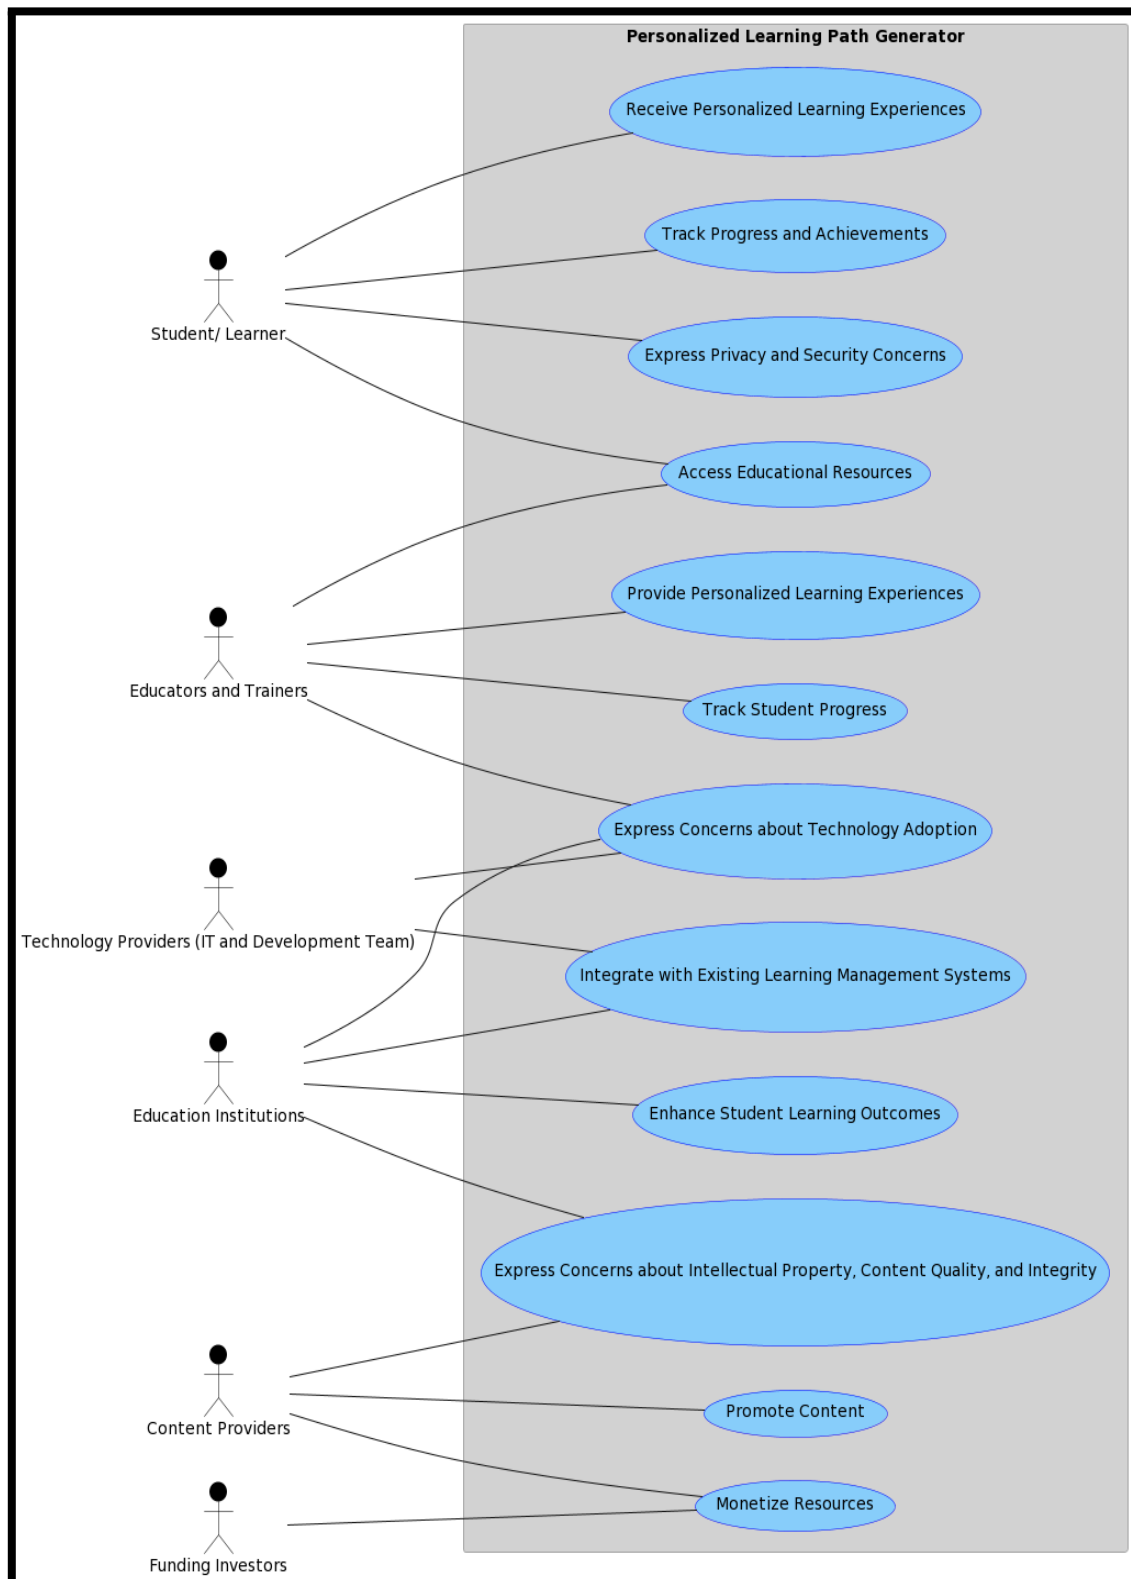 Personalized Learning Path Generator
Receive Personalized Learning Experiences
Track Progress and Achievements
Student/ Learner
Express Privacy and Security Concerns
Access Educational Resources
Provide Personalized Learning Experiences
Educators and Trainers
Track Student Progress
Express Concerns about Technology Adoption
Technology Providers (IT and Development Team)
Integrate with Existing Learning Management Systems
Education Institutions
Enhance Student Learning Outcomes
Express Concerns about Intellectual Property, Content Quality, and Integrity
Promote Content
Content Providers
Monetize Resources
Funding Investors